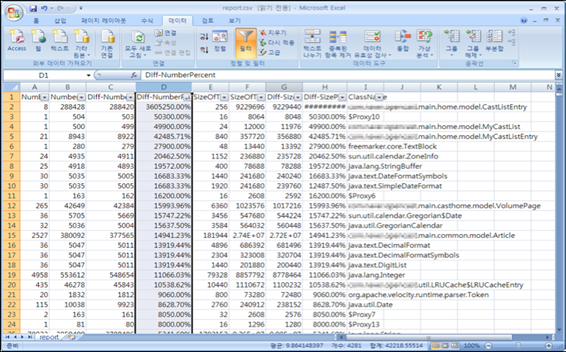 report.csv [읽기 전용] - Microsoft Excel
홈 삽입 페이지 레이아웃 수식 데이터 검토 보기
Access 웹 텍스트 기타 원본 기존 연결 모두 새로 고침 연결 속성 연결 편집 정렬 필터 지우기 다시 적용 고급 텍스트 나누기 중복된 항목 제거 데이터 유효성 검사 통합 가상 분석 그룹 그룹 해제 부분합
외부 데이터 가져오기 연결 정렬 및 필터 데이터 도구 윤곽선
D1 fx Diff-NumberPercent
A B C D E F G H I J K L M N
1 Numb Numbe Diff-Numbe Diff-NumberP SizeOfT SizeOfT Diff-Siz Diff-SizeP ClassName
2 8 288428 288420 3605250.00% 256 9229696 9229440 ######### main.home.model.CastListEntry
3 1 504 503 50300.00% 16 8064 8048 50300.00% $Proxy10
4 1 500 499 49900.00% 24 12000 11976 49900.00% main.home.model.MyCastList
5 21 8943 8922 42485.71% 840 357720 356880 42485.71% main.home.model.MyCastListEntry
6 1 280 279 27900.00% 48 13440 13392 27900.00% freemarker.core.TextBlock
7 24 4935 4911 20462.50% 1152 236880 235728 20462.50% sun.util.calendar.ZoneInfo
8 25 4918 4893 19572.00% 400 78688 78288 19572.00% java.lang.StringBuffer
9 30 5035 5005 16683.33% 1440 241680 240240 16683.33% java.text.DateFormatSymbols
10 30 5035 5005 16683.33% 1920 241680 239760 12487.50% java.text.SimpleDateFormat
11 1 163 162 16200.00% 16 2608 2592 16200.00% $Proxy6
12 265 42649 42384 15993.96% 6360 1023576 1017216 15993.96% main.casthome.model.VolumePage
13 36 5705 5669 15747.22% 3456 547680 544224 15747.22% sun.util.calendar.Gregorian$Date
14 32 5036 5004 15637.50% 3584 564032 560448 15637.50% java.util.GregorianCalendar
15 2527 380092 377565 14941.23% 181944 2.74E+07 2.72E+07 14941.23% main.common.model.Article
16 36 5047 5011 13919.44% 4896 686392 681496 13919.44% java.text.DecimalFormat
17 36 5047 5011 13919.44% 2304 323008 320704 13919.44% java.text.DecimalFormatSymbols
18 36 5047 5011 13919.44% 1440 201880 200440 13919.44% java.text.DigitList
19 4958 553612 548654 11066.03% 79328 8857792 8778464 11066.03% java.lang.Integer
20 435 46278 45843 10538.62% 10440 1110672 1100232 10538.62% util.LRUCache$LRUCacheEntry
21 20 1832 1812 9060.00% 800 73280 72480 9060.00% org.apache.velocity.runtime.parser.Token
22 115 10038 9923 8628.70% 2760 240912 238152 8628.70% java.util.Date
23 2 163 161 8050.00% 32 2608 2576 8050.00% $Proxy7
24 1 81 80 8000.00% 16 1296 1280 8000.00% $Proxy13
report
준비 평균: 9.864148397 개수: 4281 합계: 42218.55514 100%